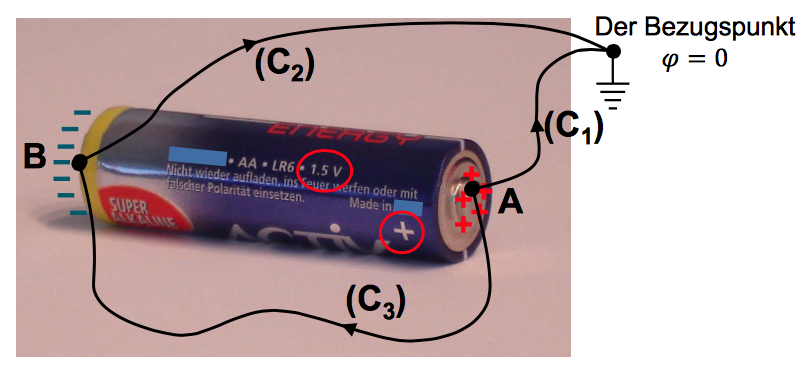 Der Bezugspunkt
φ = 0
(C₂)
(C₁)
ENERGY
B
• AA • LR6 • 1.5 V
Nicht wieder aufladen, ins Feuer werfen oder mit
falscher Polarität einsetzen.
Made in
A
SUPER
ALKALINE
ACTIV
+
(C₃)